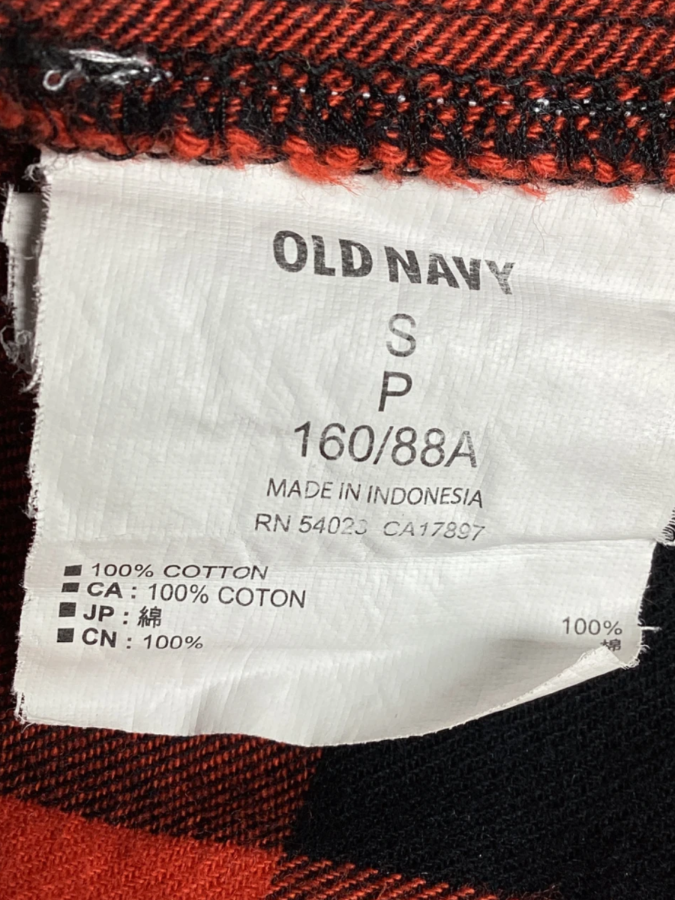 OLD NAVY
S
P
160/88A
MADE IN INDONESIA
RN 54023 CA17897
100% COTTON
CA : 100% COTON
JP : 綿
100%
CN : 100%
棉